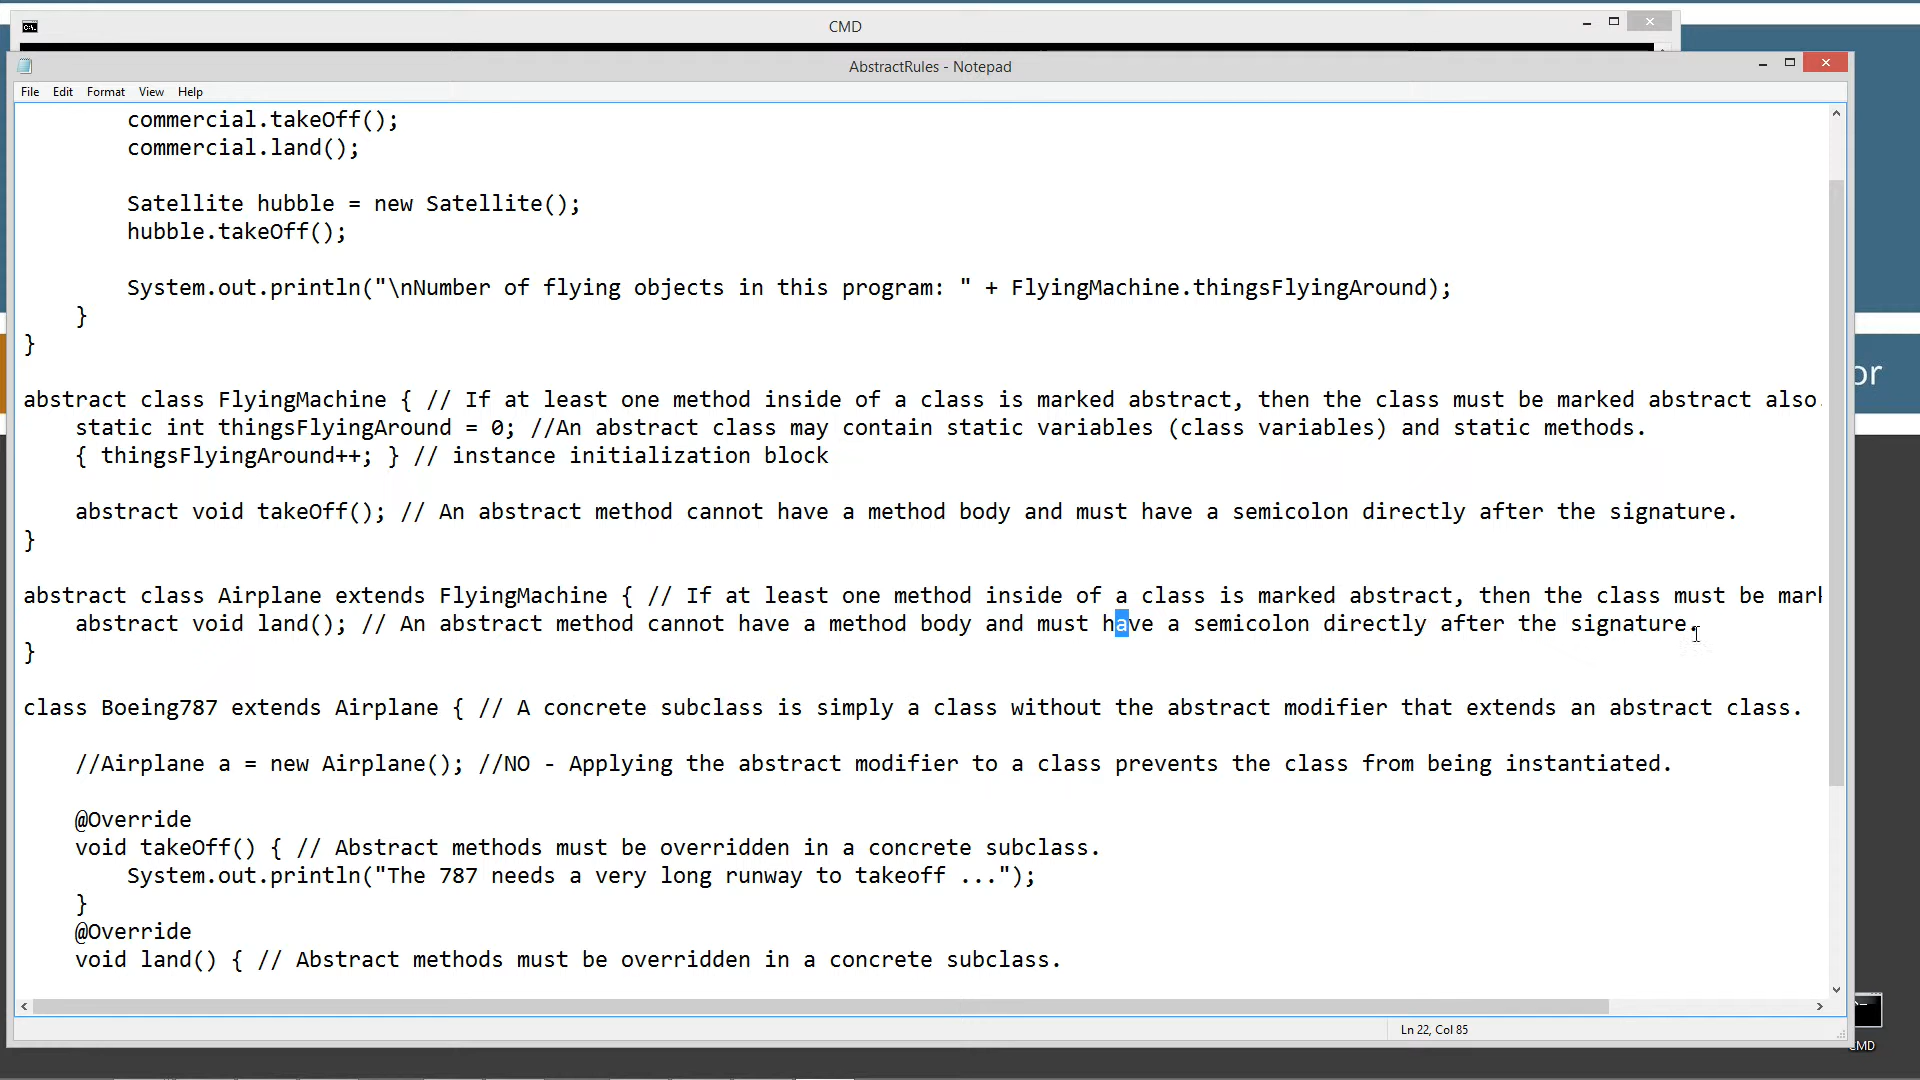 CMD
AbstractRules - Notepad
File Edit Format View Help
commercial.takeOff();
commercial.land();
Satellite hubble = new Satellite();
hubble.takeOff();
System.out.println("\nNumber of flying objects in this program: " + FlyingMachine.thingsFlyingAround);
}
}
abstract class FlyingMachine { // If at least one method inside of a class is marked abstract, then the class must be marked abstract also.
static int thingsFlyingAround = 0; //An abstract class may contain static variables (class variables) and static methods.
{ thingsFlyingAround++; } // instance initialization block
abstract void takeOff(); // An abstract method cannot have a method body and must have a semicolon directly after the signature.
}
abstract class Airplane extends FlyingMachine { // If at least one method inside of a class is marked abstract, then the class must be mar
abstract void land(); // An abstract method cannot have a method body and must have a semicolon directly after the signature.
}
class Boeing787 extends Airplane { // A concrete subclass is simply a class without the abstract modifier that extends an abstract class.
//Airplane a = new Airplane(); //NO - Applying the abstract modifier to a class prevents the class from being instantiated.
@Override
void takeOff() { // Abstract methods must be overridden in a concrete subclass.
System.out.println("The 787 needs a very long runway to takeoff ...");
}
@Override
void land() { // Abstract methods must be overridden in a concrete subclass.
Ln 22, Col 85
or
CMD